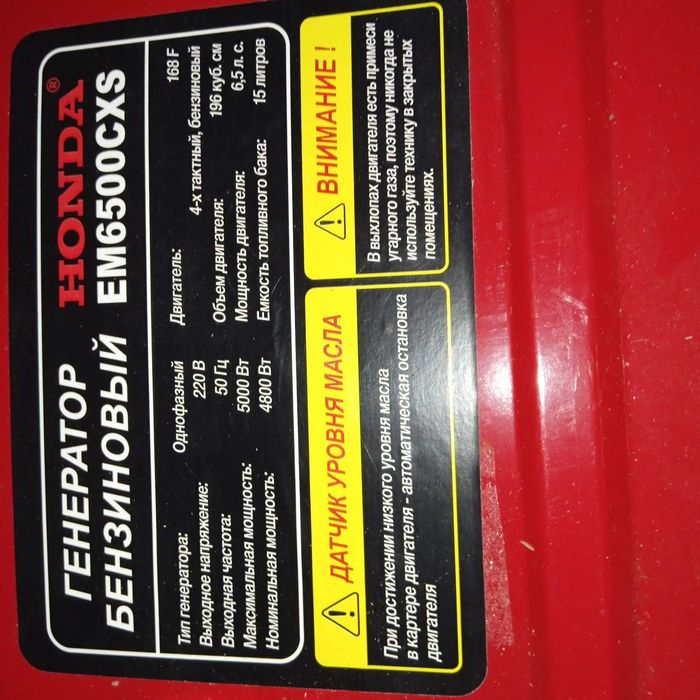 ГЕНЕРАТОР HONDA®
БЕНЗИНОВЫЙ EM6500CXS
Тип генератора: Однофазный
Выходное напряжение: 220 В
Выходная частота: 50 Гц
Максимальная мощность: 5000 Вт
Номинальная мощность: 4800 Вт
Двигатель: 168 F
4-х тактный, бензиновый
Объем двигателя: 196 куб. см
Мощность двигателя: 6,5 л. с.
Емкость топливного бака: 15 литров
ДАТЧИК УРОВНЯ МАСЛА
При достижении низкого уровня масла
в картере двигателя - автоматическая остановка
двигателя
ВНИМАНИЕ !
В выхлопах двигателя есть примеси
угарного газа, поэтому никогда не
используйте технику в закрытых
помещениях.